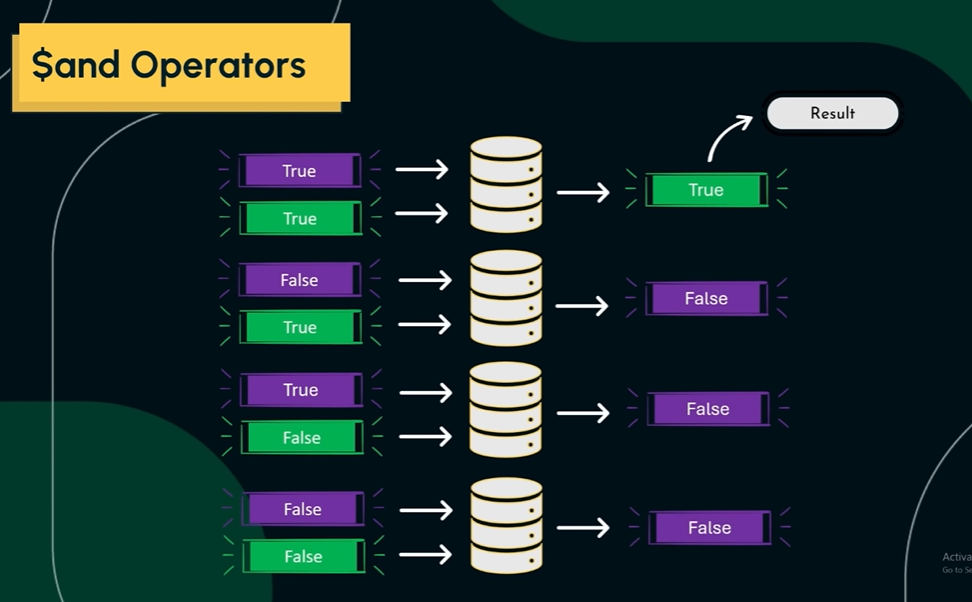 $and Operators
Result
True
True
True
False
True
False
True
False
False
False
False
False
Activa
Go to Se